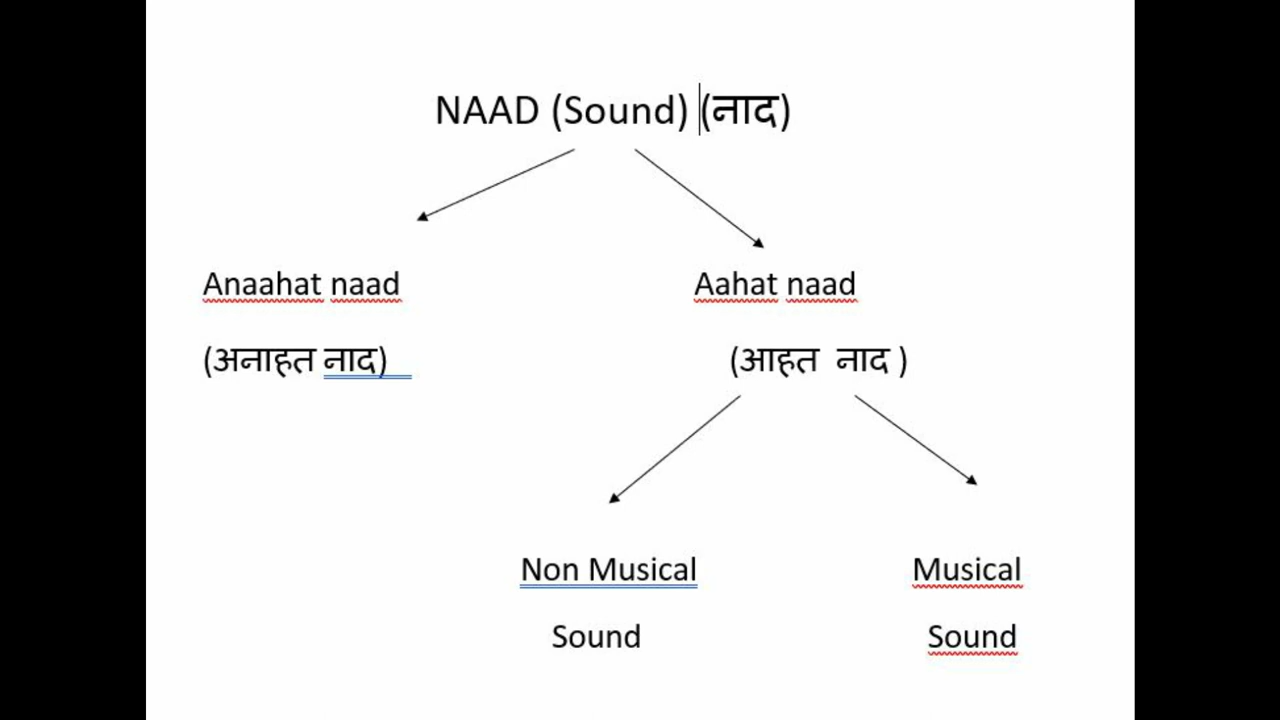 NAAD (Sound) (नाद)
Anaahat naad
Aahat naad
(अनाहत नाद)
(आहत नाद )
Non Musical
Musical
Sound
Sound